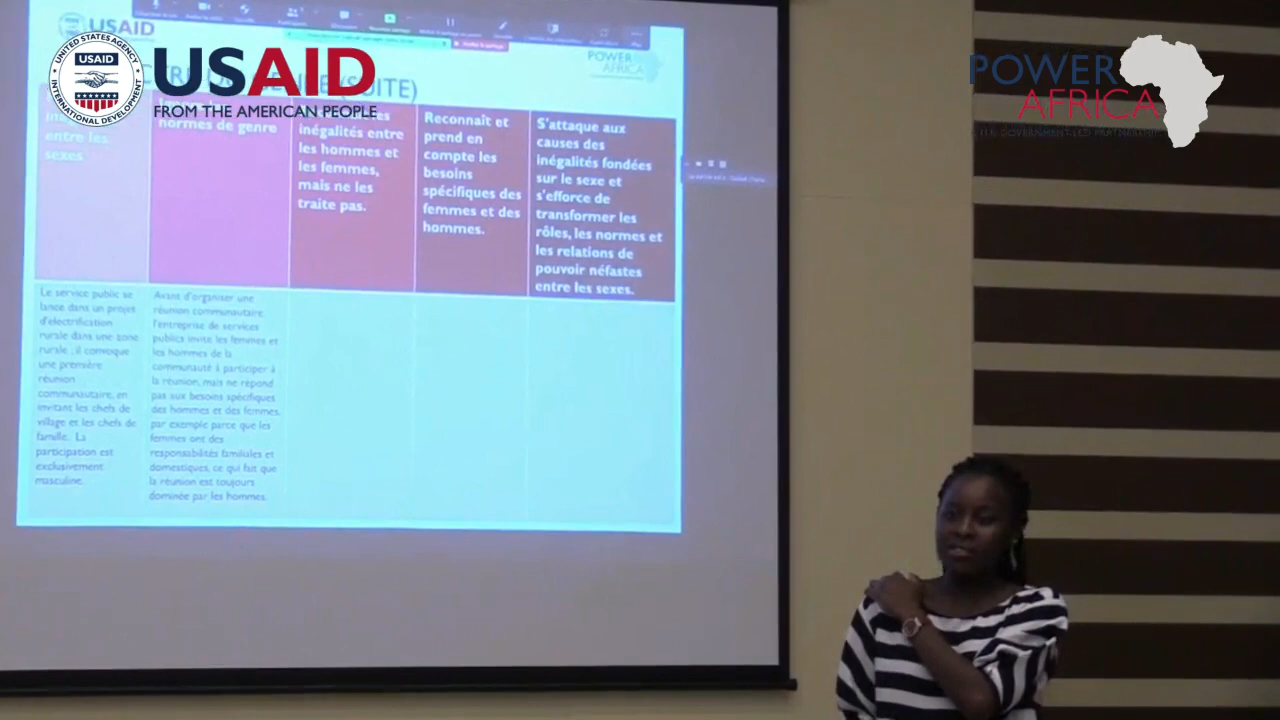 UNITED STATES AGENCY
USAID
INTERNATIONAL DEVELOPMENT
USAID
FROM THE AMERICAN PEOPLE
POWER
AFRICA
A U.S. GOVERNMENT-LED PARTNERSHIP
USAID
POWER
AFRICA
(SUITE)
entre les
sexes
normes de genre
inégalités entre
les hommes et
les femmes,
mais ne les
traite pas.
Reconnaît et
prend en
compte les
besoins
spécifiques des
femmes et des
hommes.
S'attaque aux
causes des
inégalités fondées
sur le sexe et
s'efforce de
transformer les
rôles, les normes et
les relations de
pouvoir néfastes
entre les sexes.
Le service public se
lance dans un projet
d'électrification
rurale dans une zone
rurale ; il convoque
une première
réunion
communautaire, en
invitant les chefs de
village et les chefs de
famille. La
participation est
exclusivement
masculine.
Avant d'organiser une
réunion communautaire,
l'entreprise de services
publics invite les femmes et
les hommes de la
communauté à participer à
la réunion, mais ne répond
pas aux besoins spécifiques
des hommes et des femmes,
par exemple parce que les
femmes ont des
responsabilités familiales et
domestiques, ce qui fait que
la réunion est toujours
dominée par les hommes.